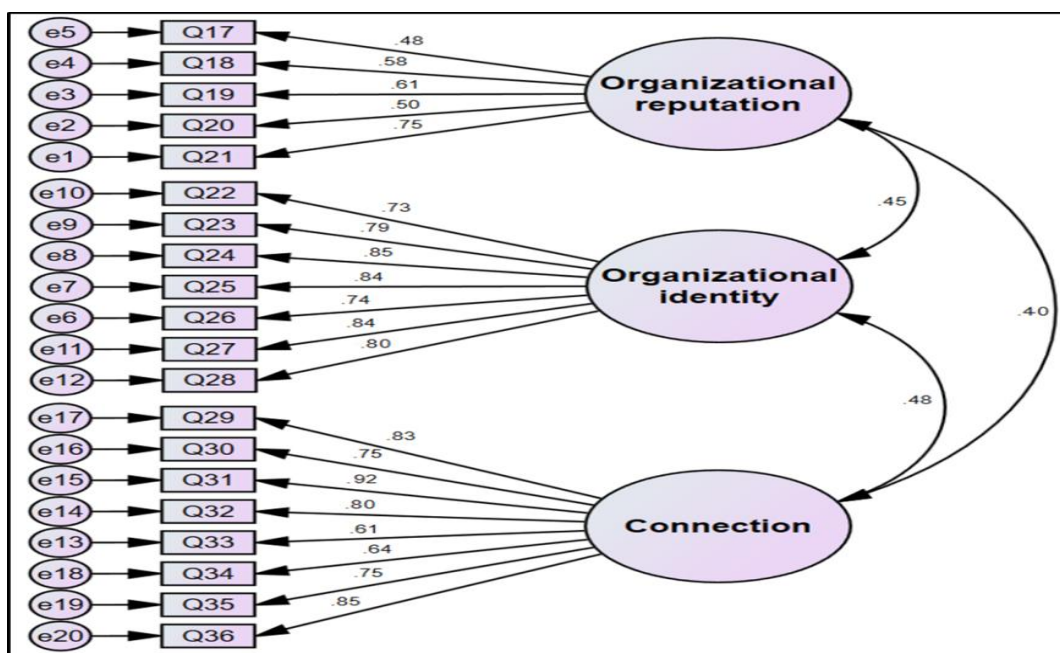 e5 Q17
e4 Q18
e3 Q19
e2 Q20
e1 Q21
.48
.58
.61
.50
.75
Organizational
reputation
e10 Q22
e9 Q23
e8 Q24
e7 Q25
e6 Q26
e11 Q27
e12 Q28
.73
.79
.85
.84
.74
.84
.80
Organizational
identity
e17 Q29
e16 Q30
e15 Q31
e14 Q32
e13 Q33
e18 Q34
e19 Q35
e20 Q36
.83
.75
.92
.80
.61
.64
.75
.85
Connection
.45
.40
.48